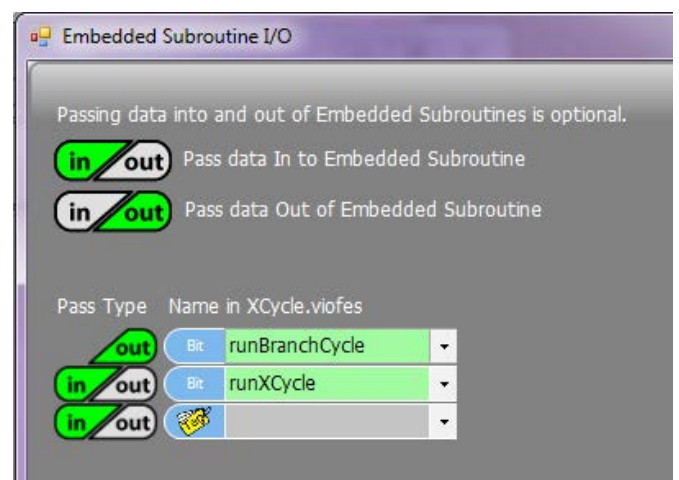 Embedded Subroutine I/O
Passing data into and out of Embedded Subroutines is optional.
in out Pass data In to Embedded Subroutine
in out Pass data Out of Embedded Subroutine
Pass Type Name in XCycle.viofes
out Bit runBranchCycle
in out Bit runXCycle
in out